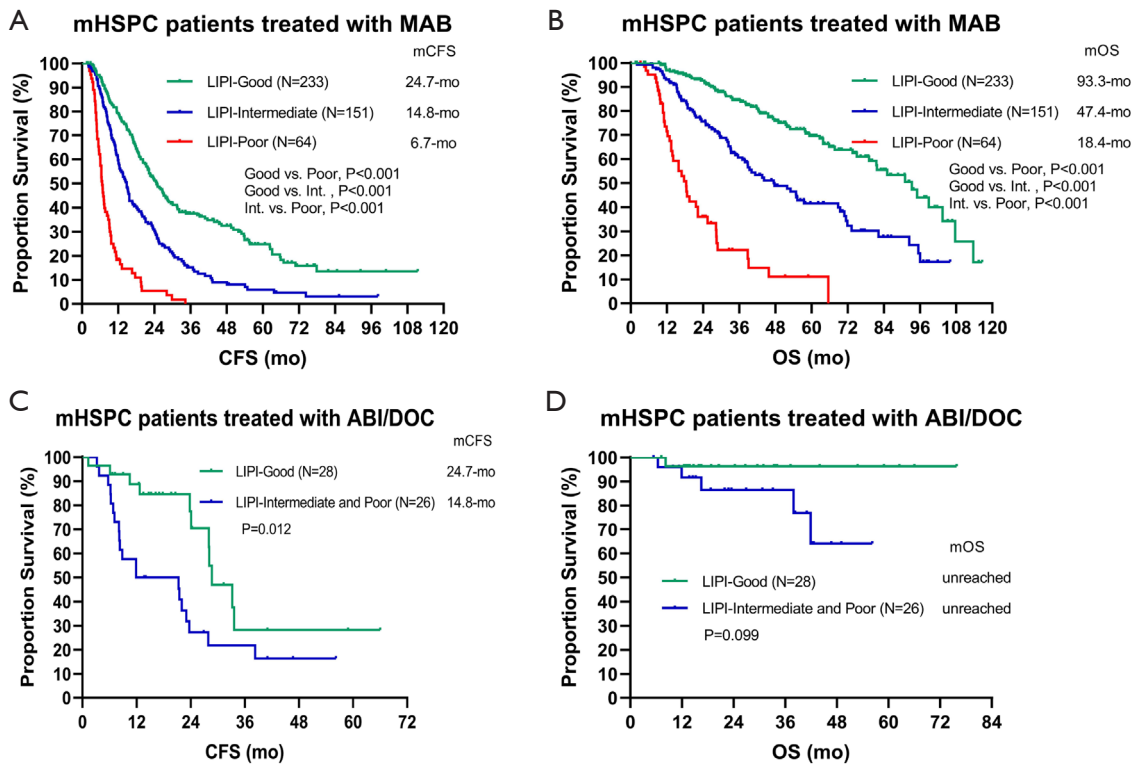 A
mHSPC patients treated with MAB
mCFS
LIPI-Good (N=233) 24.7-mo
LIPI-Intermediate (N=151) 14.8-mo
LIPI-Poor (N=64) 6.7-mo
Good vs. Poor, P<0.001
Good vs. Int. , P<0.001
Int. vs. Poor, P<0.001
Proportion Survival (%)
100
90
80
70
60
50
40
30
20
10
0
0 12 24 36 48 60 72 84 96 108 120
CFS (mo)
B
mHSPC patients treated with MAB
mOS
LIPI-Good (N=233) 93.3-mo
LIPI-Intermediate (N=151) 47.4-mo
LIPI-Poor (N=64) 18.4-mo
Good vs. Poor, P<0.001
Good vs. Int. , P<0.001
Int. vs. Poor, P<0.001
Proportion Survival (%)
100
90
80
70
60
50
40
30
20
10
0
0 12 24 36 48 60 72 84 96 108 120
OS (mo)
C
mHSPC patients treated with ABI/DOC
mCFS
LIPI-Good (N=28) 24.7-mo
LIPI-Intermediate and Poor (N=26) 14.8-mo
P=0.012
Proportion Survival (%)
100
90
80
70
60
50
40
30
20
10
0
0 12 24 36 48 60 72
CFS (mo)
D
mHSPC patients treated with ABI/DOC
mOS
LIPI-Good (N=28) unreached
LIPI-Intermediate and Poor (N=26) unreached
P=0.099
Proportion Survival (%)
100
90
80
70
60
50
40
30
20
10
0
0 12 24 36 48 60 72 84
OS (mo)